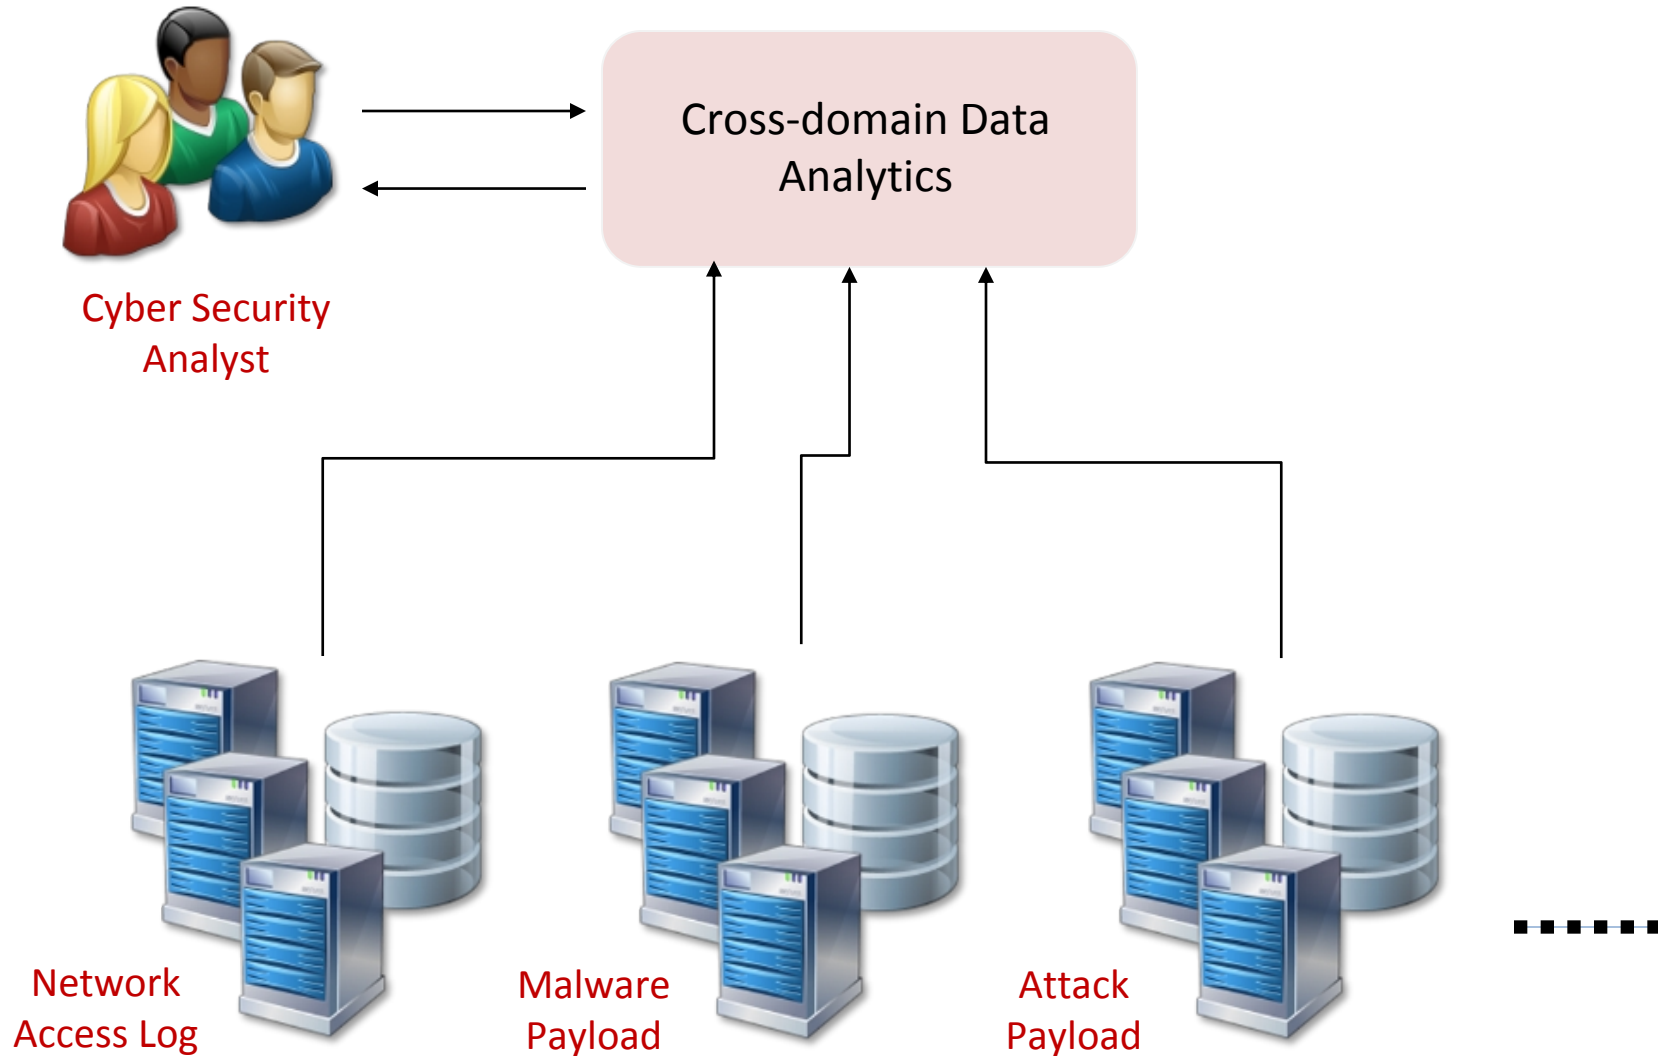 Cross-domain Data
Analytics
Cyber Security
Analyst
Network
Access Log
Malware
Payload
Attack
Payload